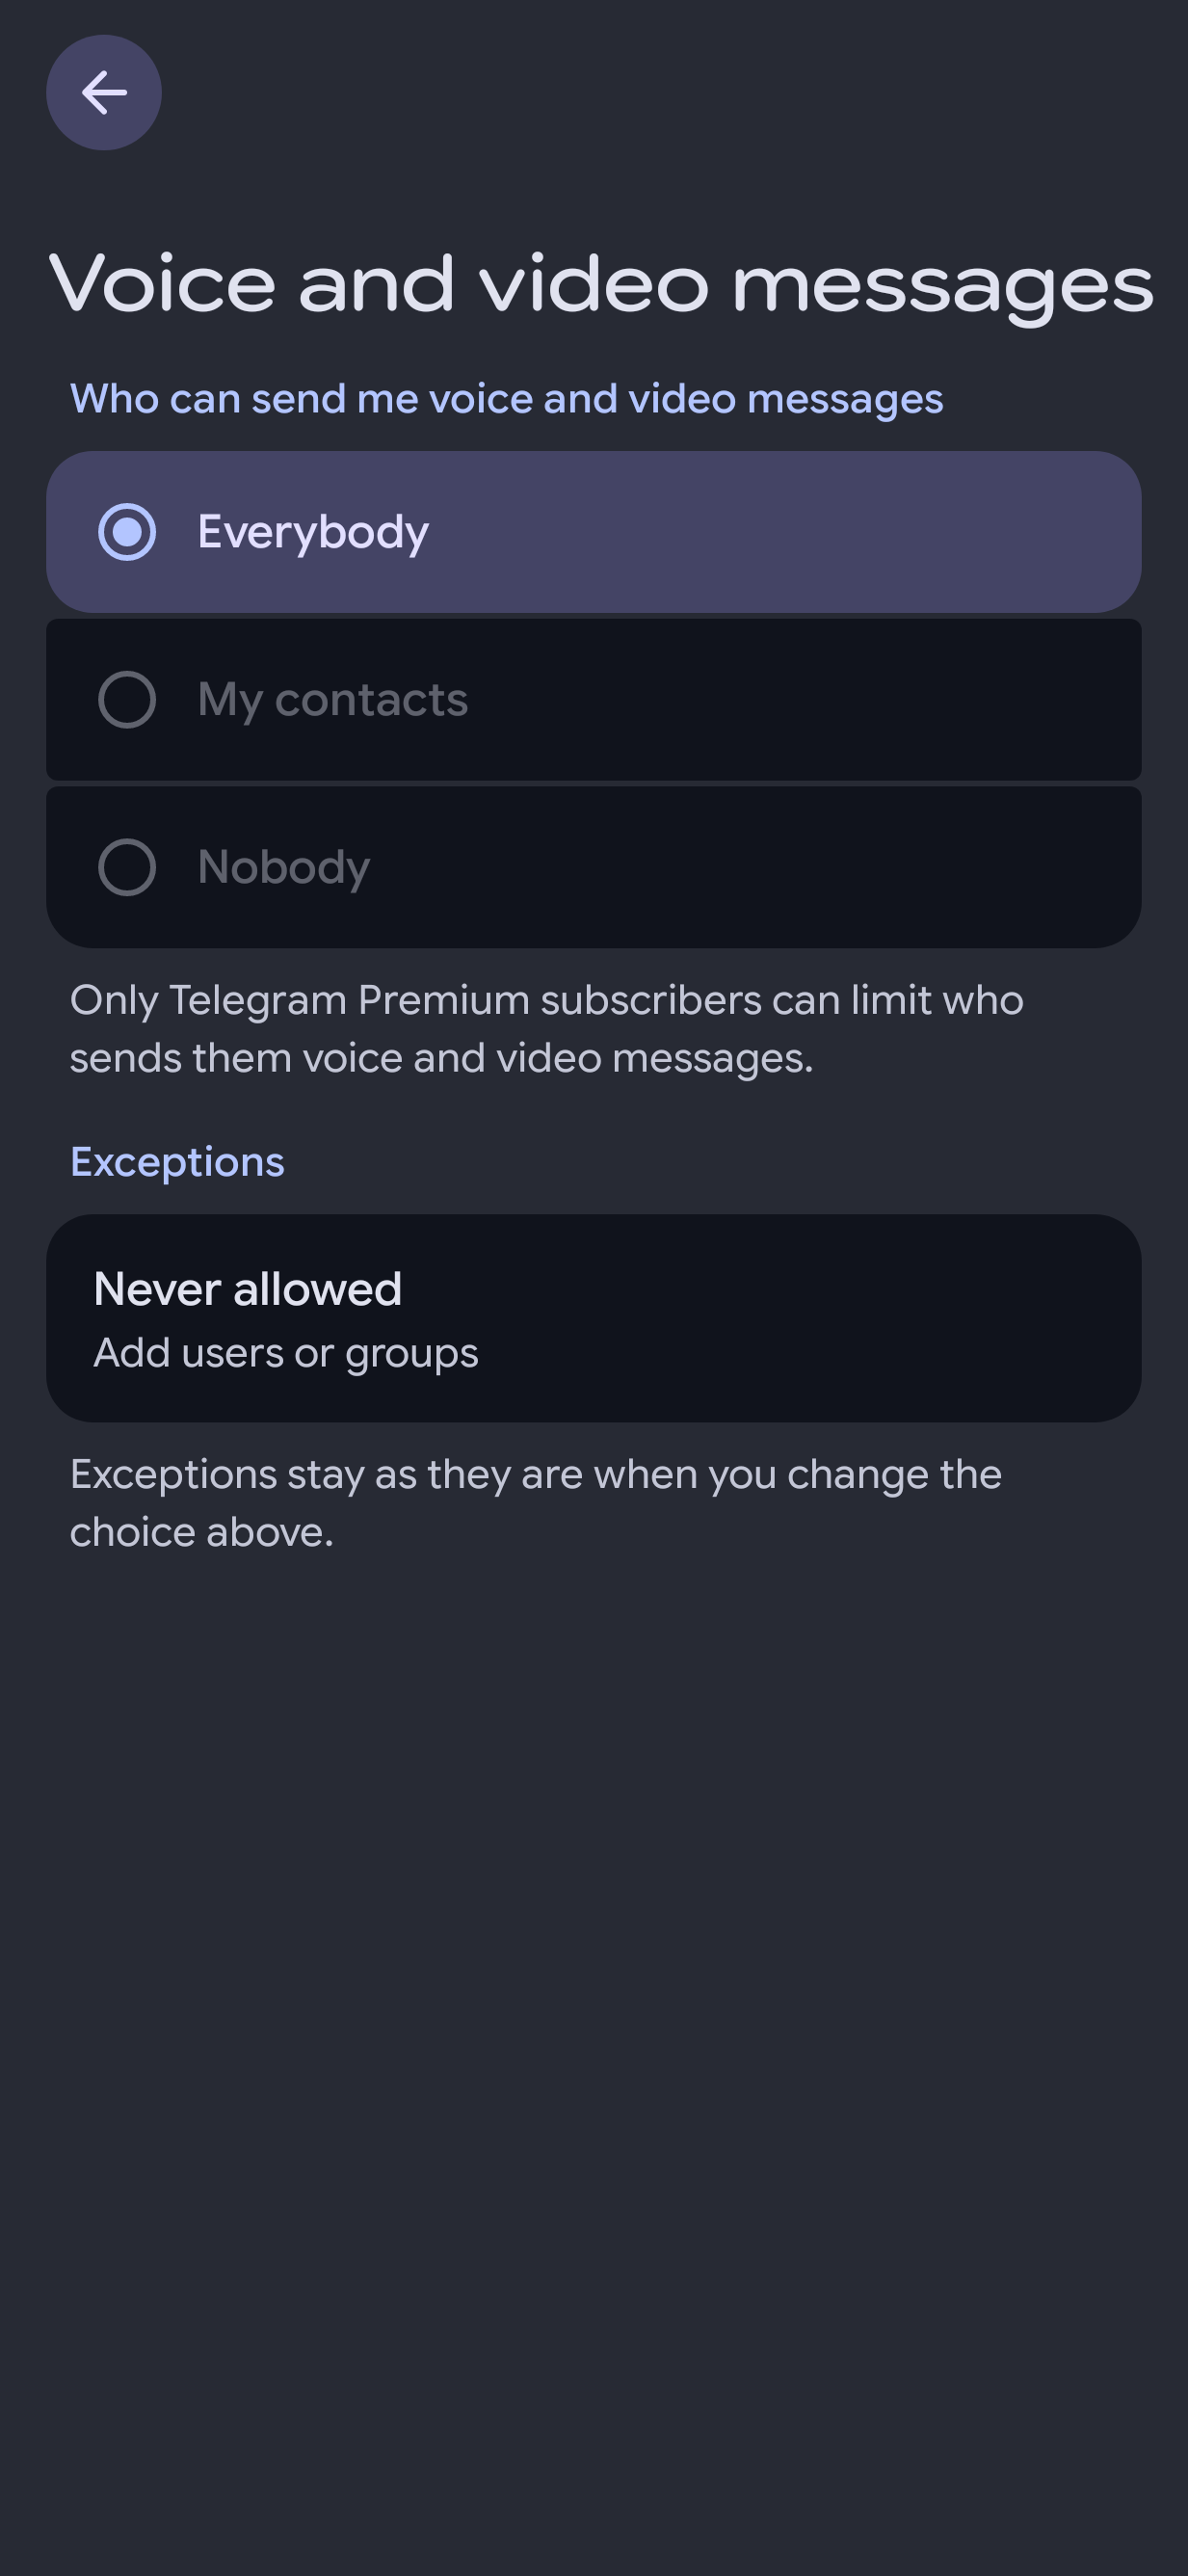 Voice and video messages
Who can send me voice and video messages
Everybody
My contacts
Nobody
Only Telegram Premium subscribers can limit who
sends them voice and video messages.
Exceptions
Never allowed
Add users or groups
Exceptions stay as they are when you change the
choice above.